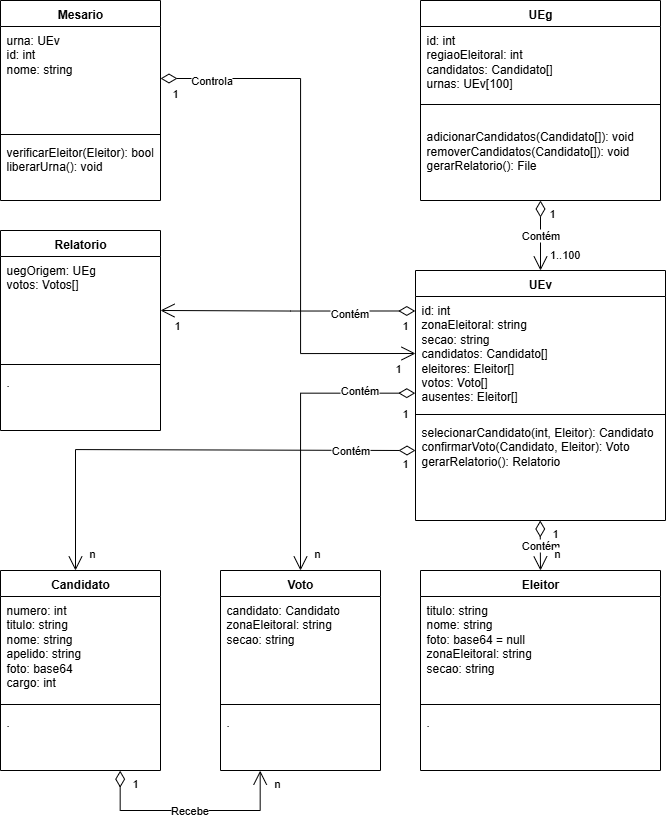 Mesario
urna: UEv
id: int
nome: string
verificarEleitor(Eleitor): bool
liberarUrna(): void
Controla
1
UEg
id: int
regiaoEleitoral: int
candidatos: Candidato[]
urnas: UEv[100]
adicionarCandidatos(Candidato[]): void
removerCandidatos(Candidato[]): void
gerarRelatorio(): File
1
Contém
1..100
Relatorio
uegOrigem: UEg
votos: Votos[]
.
1
Contém
1
UEv
id: int
zonaEleitoral: string
secao: string
candidatos: Candidato[]
eleitores: Eleitor[]
votos: Voto[]
ausentes: Eleitor[]
selecionarCandidato(int, Eleitor): Candidato
confirmarVoto(Candidato, Eleitor): Voto
gerarRelatorio(): Relatorio
1
Contém
1
Contém
1
1
Contém
n
n
n
Candidato
numero: int
titulo: string
nome: string
apelido: string
foto: base64
cargo: int
.
Voto
candidato: Candidato
zonaEleitoral: string
secao: string
.
Eleitor
titulo: string
nome: string
foto: base64 = null
zonaEleitoral: string
secao: string
.
1
Recebe
n